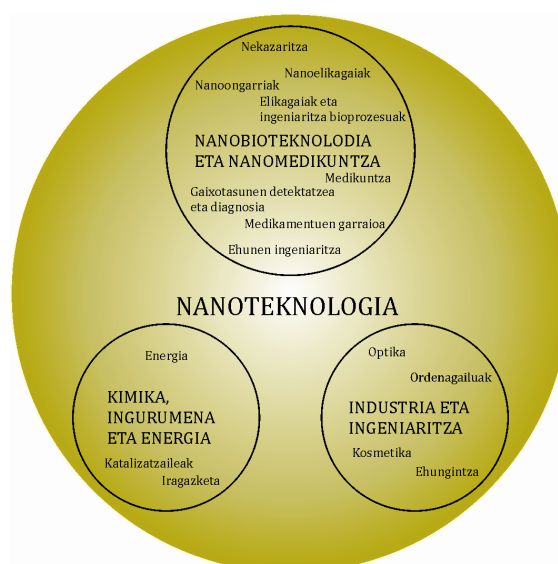 Nekazaritza
Nanoelikagaiak
Nanoongarriak
Elikagaiak eta
ingeniaritza bioprozesuak
NANOBIOTEKNOLODIA
ETA NANOMEDIKUNTZA
Medikuntza
Gaixotasunen detektatzea
eta diagnosia
Medikamentuen garraioa
Ehunen ingeniaritza
NANOTEKNOLOGIA
Energia
KIMIKA,
INGURUMENA
ETA ENERGIA
Katalizatzaileak
Iragazketa
Optika
Ordenagailuak
INDUSTRIA ETA
INGENIARITZA
Kosmetika
Ehungintza